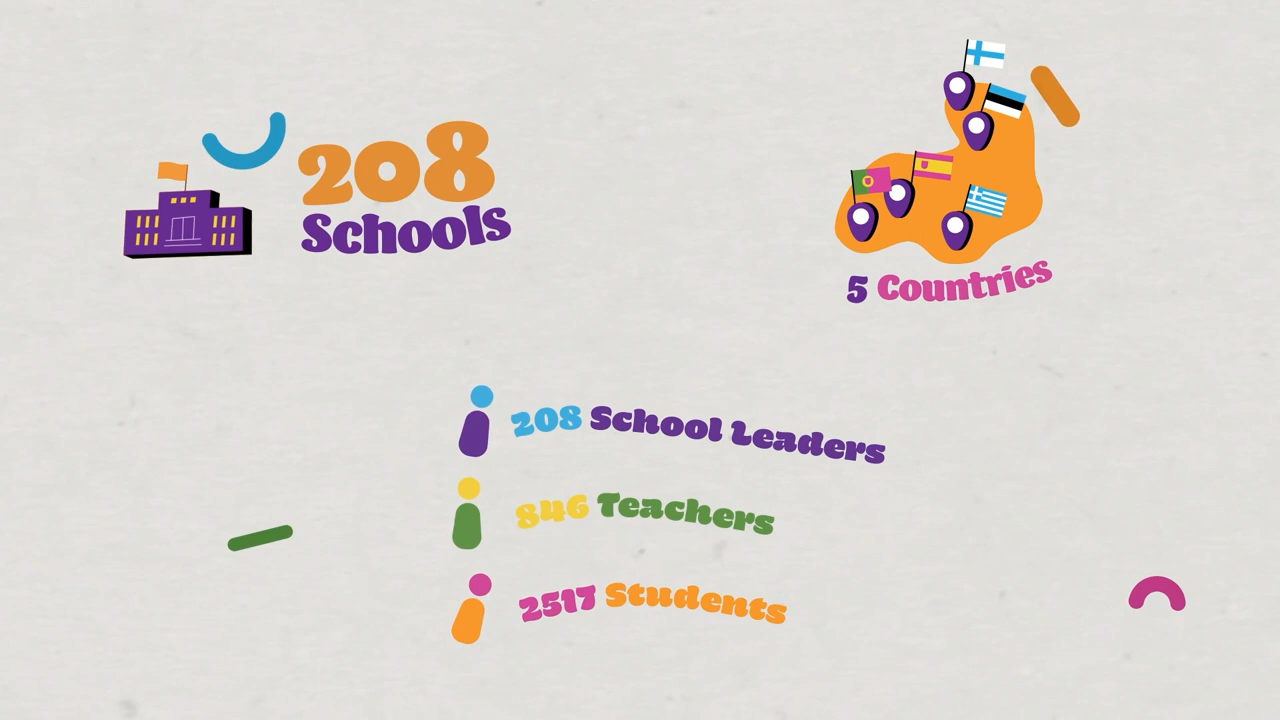 208
Schools
5 Countries
208 School Leaders
846 Teachers
2517 Students